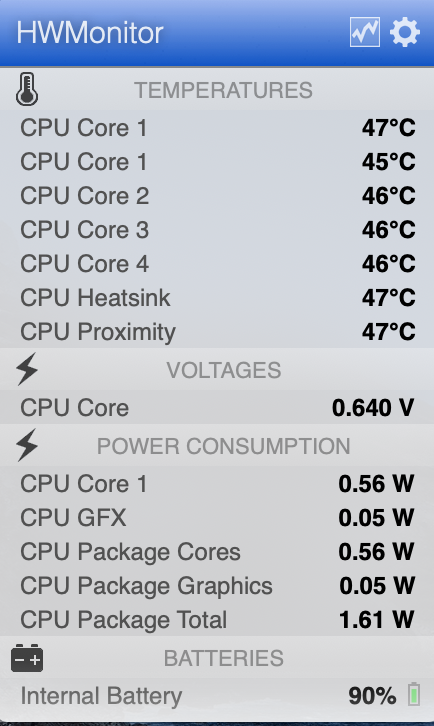 HWMonitor
TEMPERATURES
CPU Core 1 47°C
CPU Core 1 45°C
CPU Core 2 46°C
CPU Core 3 46°C
CPU Core 4 46°C
CPU Heatsink 47°C
CPU Proximity 47°C
VOLTAGES
CPU Core 0.640 V
POWER CONSUMPTION
CPU Core 1 0.56 W
CPU GFX 0.05 W
CPU Package Cores 0.56 W
CPU Package Graphics 0.05 W
CPU Package Total 1.61 W
BATTERIES
Internal Battery 90%